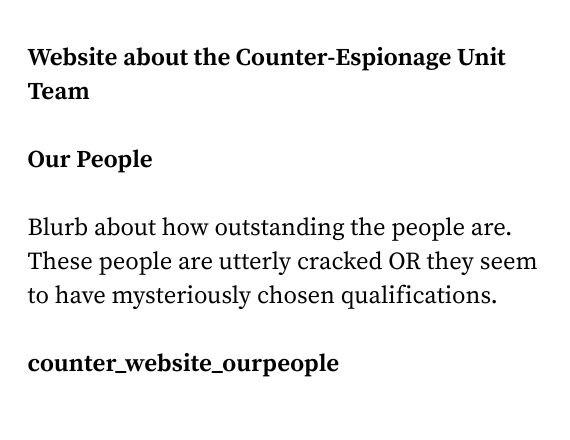 Website about the Counter-Espionage Unit
Team
Our People
Blurb about how outstanding the people are.
These people are utterly cracked OR they seem
to have mysteriously chosen qualifications.
counter_website_ourpeople